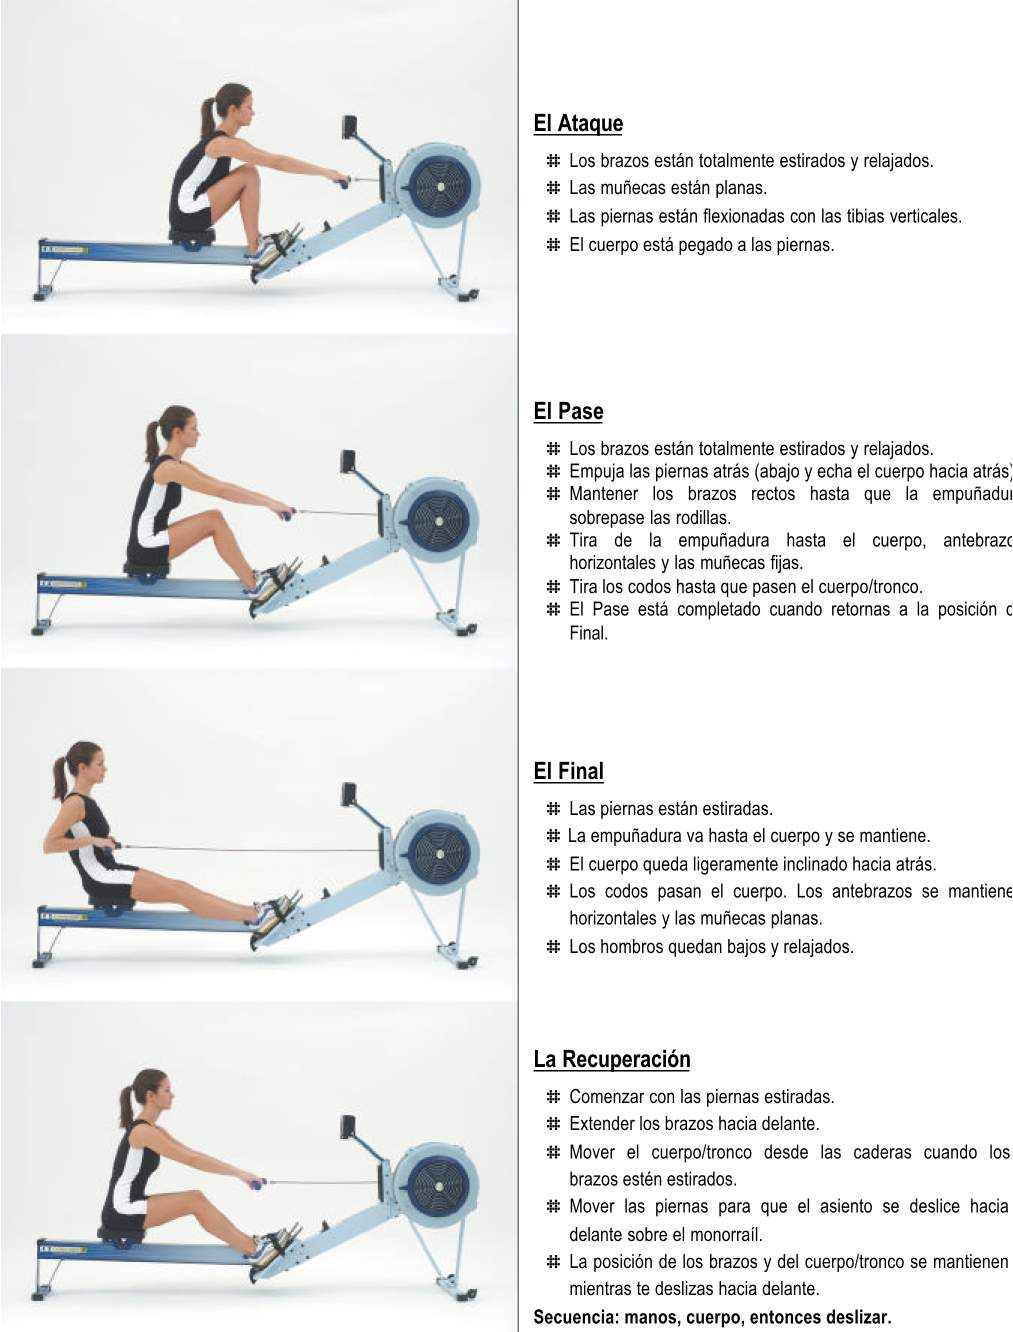 El Ataque
Los brazos están totalmente estirados y relajados.
Las muñecas están planas.
Las piernas están flexionadas con las tibias verticales.
El cuerpo está pegado a las piernas.
El Pase
Los brazos están totalmente estirados y relajados.
Empuja las piernas atrás (abajo y echa el cuerpo hacia atrás)
Mantener los brazos rectos hasta que la
sobrepase las rodillas.
Tira de la empuñadura hasta el cuerpo,
horizontales y las muñecas fijas.
Tira los codos hasta que pasen el cuerpo/tronco.
El Pase está completado cuando retornas a la posición
Final.
El Final
Las piernas están estiradas.
La empuñadura va hasta el cuerpo y se mantiene.
El cuerpo queda ligeramente inclinado hacia atrás.
Los codos pasan el cuerpo. Los antebrazos se
horizontales y las muñecas planas.
Los hombros quedan bajos y relajados.
La Recuperación
Comenzar con las piernas estiradas.
Extender los brazos hacia delante.
Mover el cuerpo/tronco desde las caderas cuando los
brazos estén estirados.
Mover las piernas para que el asiento se deslice hacia
delante sobre el monorraíl.
La posición de los brazos y del cuerpo/tronco se mantienen
mientras te deslizas hacia delante.
Secuencia: manos, cuerpo, entonces deslizar.